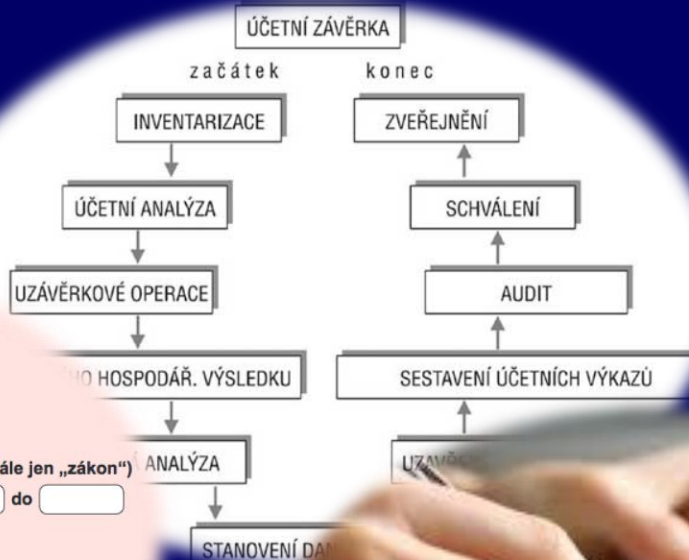 ÚČETNÍ ZÁVĚRKA
začátek
konec
INVENTARIZACE
ZVEŘEJNĚNÍ
ÚČETNÍ ANALÝZA
SCHVÁLENÍ
UZÁVĚRKOVÉ OPERACE
AUDIT
HOSPODÁŘ. VÝSLEDKU
SESTAVENÍ ÚČETNÍCH VÝKAZŮ
ANALÝZA
jen „zákon“)
do
STANOVENÍ